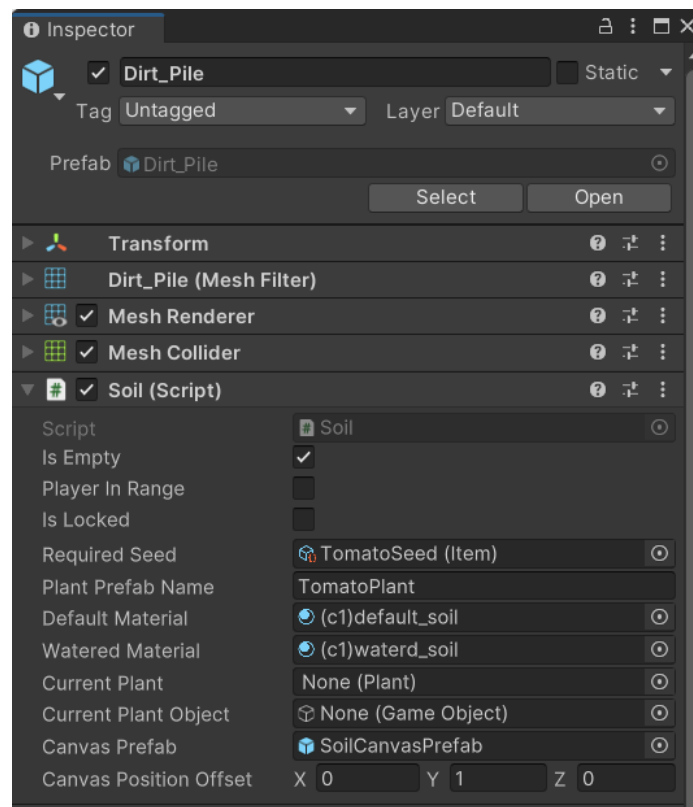 Inspector
Dirt_Pile Static
Tag Untagged Layer Default
Prefab Dirt_Pile
Select Open
Transform
Dirt_Pile (Mesh Filter)
Mesh Renderer
Mesh Collider
# Soil (Script)
Script # Soil
Is Empty
Player In Range
Is Locked
Required Seed TomatoSeed (Item)
Plant Prefab Name TomatoPlant
Default Material (c1)default_soil
Watered Material (c1)waterd_soil
Current Plant None (Plant)
Current Plant Object None (Game Object)
Canvas Prefab SoilCanvasPrefab
Canvas Position Offset X 0 Y 1 Z 0